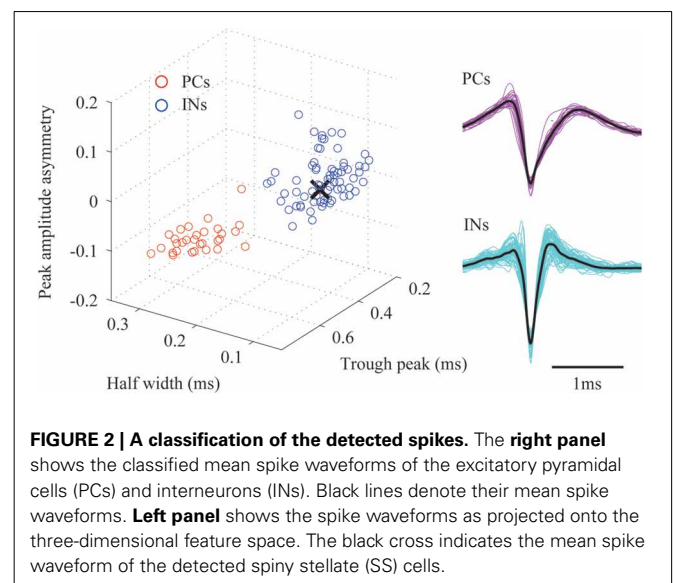 PCs
INs
Peak amplitude asymmetry
0.2
0.1
0
-0.1
-0.2
0.3
0.2
0.1
Half width (ms)
0.6
0.4
0.2
Trough peak (ms)
PCs
INs
1ms
FIGURE 2 | A classification of the detected spikes. The right panel
shows the classified mean spike waveforms of the excitatory pyramidal
cells (PCs) and interneurons (INs). Black lines denote their mean spike
waveforms. Left panel shows the spike waveforms as projected onto the
three-dimensional feature space. The black cross indicates the mean spike
waveform of the detected spiny stellate (SS) cells.